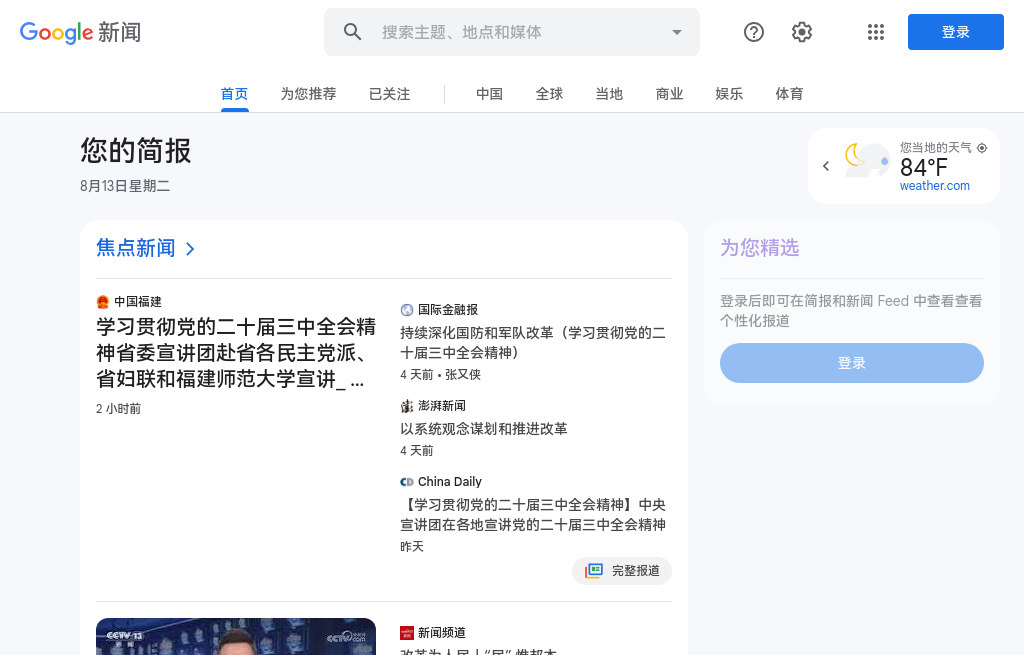 Google 新闻
搜索主题、地点和媒体
登录
首页
为您推荐
已关注
中国
全球
当地
商业
娱乐
体育
您的简报
8月13日星期二
您当地的天气
84°F
weather.com
焦点新闻
中国福建
学习贯彻党的二十届三中全会精
神省委宣讲团赴省各民主党派、
省妇联和福建师范大学宣讲_ ...
2 小时前
国际金融报
持续深化国防和军队改革（学习贯彻党的二
十届三中全会精神）
4 天前 • 张又侠
澎湃新闻
以系统观念谋划和推进改革
4 天前
China Daily
【学习贯彻党的二十届三中全会精神】中央
宣讲团在各地宣讲党的二十届三中全会精神
昨天
完整报道
为您精选
登录后即可在简报和新闻 Feed 中查看查看
个性化报道
登录
CCTV 13
新 闻
新闻频道